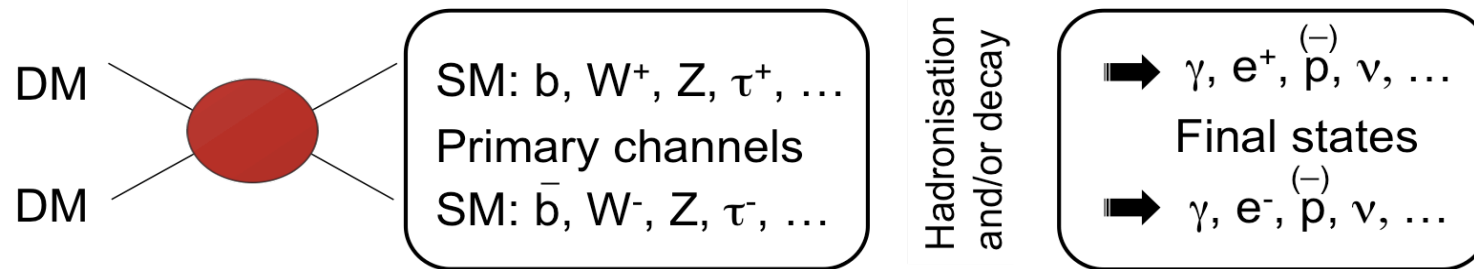 DM
DM
SM: b, W⁺, Z, τ⁺, …
Primary channels
SM: b̄, W⁻, Z, τ⁻, …
Hadronisation
and/or decay
γ, e⁺, p⁽⁻⁾, ν, …
Final states
γ, e⁻, p⁽⁻⁾, ν, …